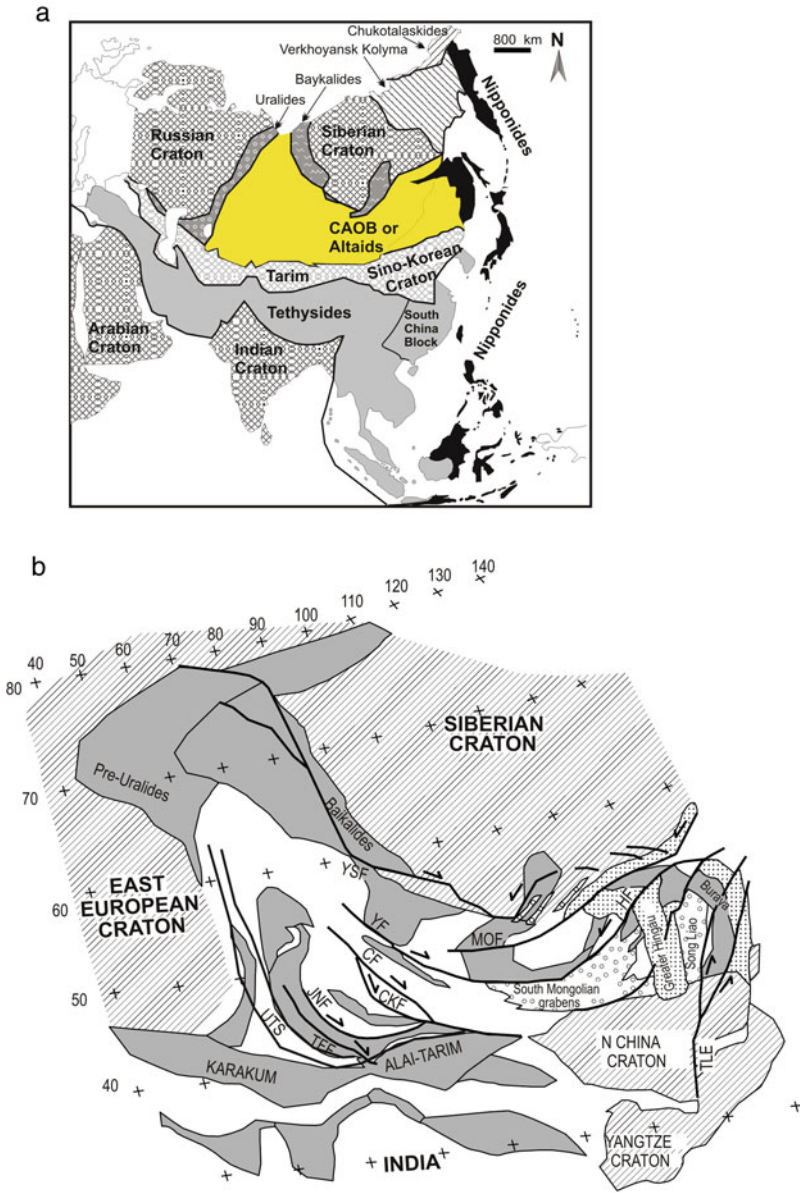 a
Chukotalaskides
Verkhoyansk Kolyma
Baykalides
Uralides
800 km
N
Nipponides
Russian
Craton
Siberian
Craton
CAOB or
Altaids
Tarim
Sino-Korean
Craton
Tethysides
South
China
Block
Arabian
Craton
Indian
Craton
Nipponides
b
40
50
60
70
80
90
100
110
120
130
140
80
70
60
50
40
SIBERIAN
CRATON
Pre-Uralides
Baikalides
EAST
EUROPEAN
CRATON
YSF
YF
MOF
CF
CKF
JNF
UTS
TFF
ALAI-TARIM
KARAKUM
South Mongolian
grabens
Greater Hingau
Song Liao
Bureya
N CHINA
CRATON
TLE
YANGTZE
CRATON
INDIA